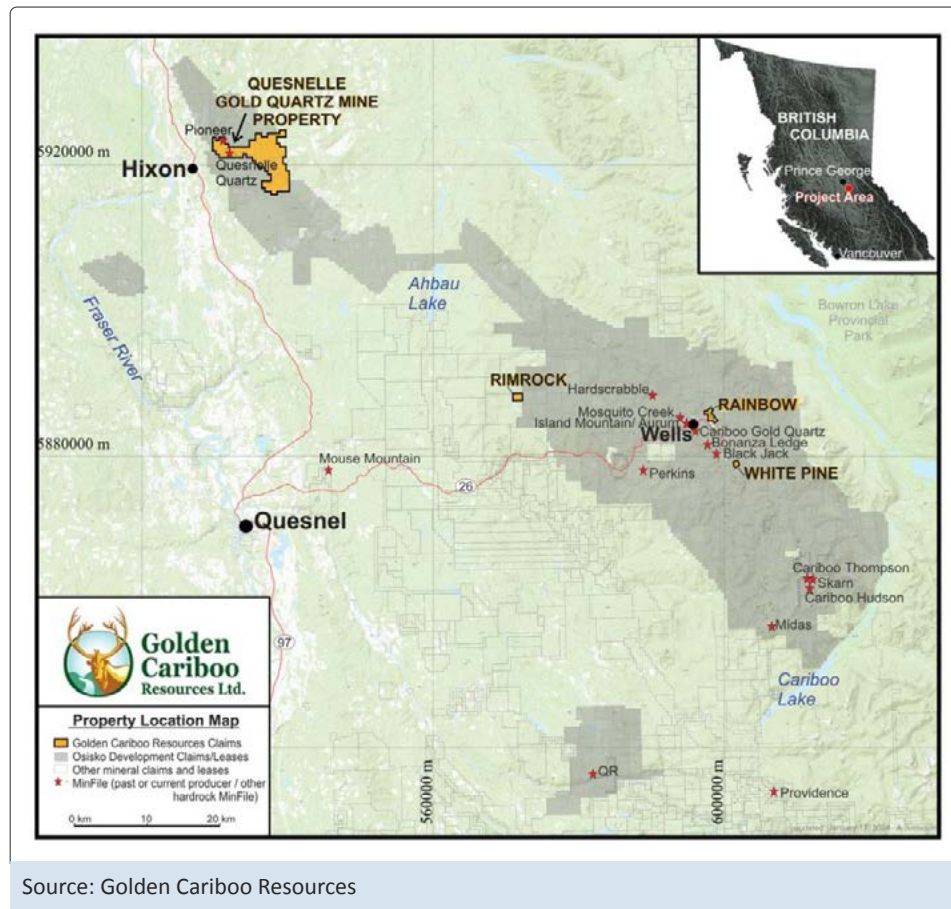 QUESNELLE
GOLD QUARTZ MINE
PROPERTY
Pioneer
5920000 m
Hixon
Quesnelle
Quartz
BRITISH
COLUMBIA
Prince George
Project Area
Vancouver
Ahbau
Lake
Bowron Lake
Provincial
Park
Fraser River
RIMROCK
Hardscrabble
RAINBOW
Mosquito Creek
Island Mountain/ Aurum
Wells
Cariboo Gold Quartz
5880000 m
Bonanza Ledge
Black Jack
Mouse Mountain
Perkins
WHITE PINE
26
Quesnel
Cariboo Thompson
Skarn
Cariboo Hudson
Midas
97
Cariboo
Lake
QR
Providence
560000 m
600000 m
Golden
Cariboo
Resources Ltd.
Property Location Map
Golden Cariboo Resources Claims
Osisko Development Claims/Leases
Other mineral claims and leases
MinFile (past or current producer / other
hardrock MinFile)
0 km 10 20 km
Source: Golden Cariboo Resources